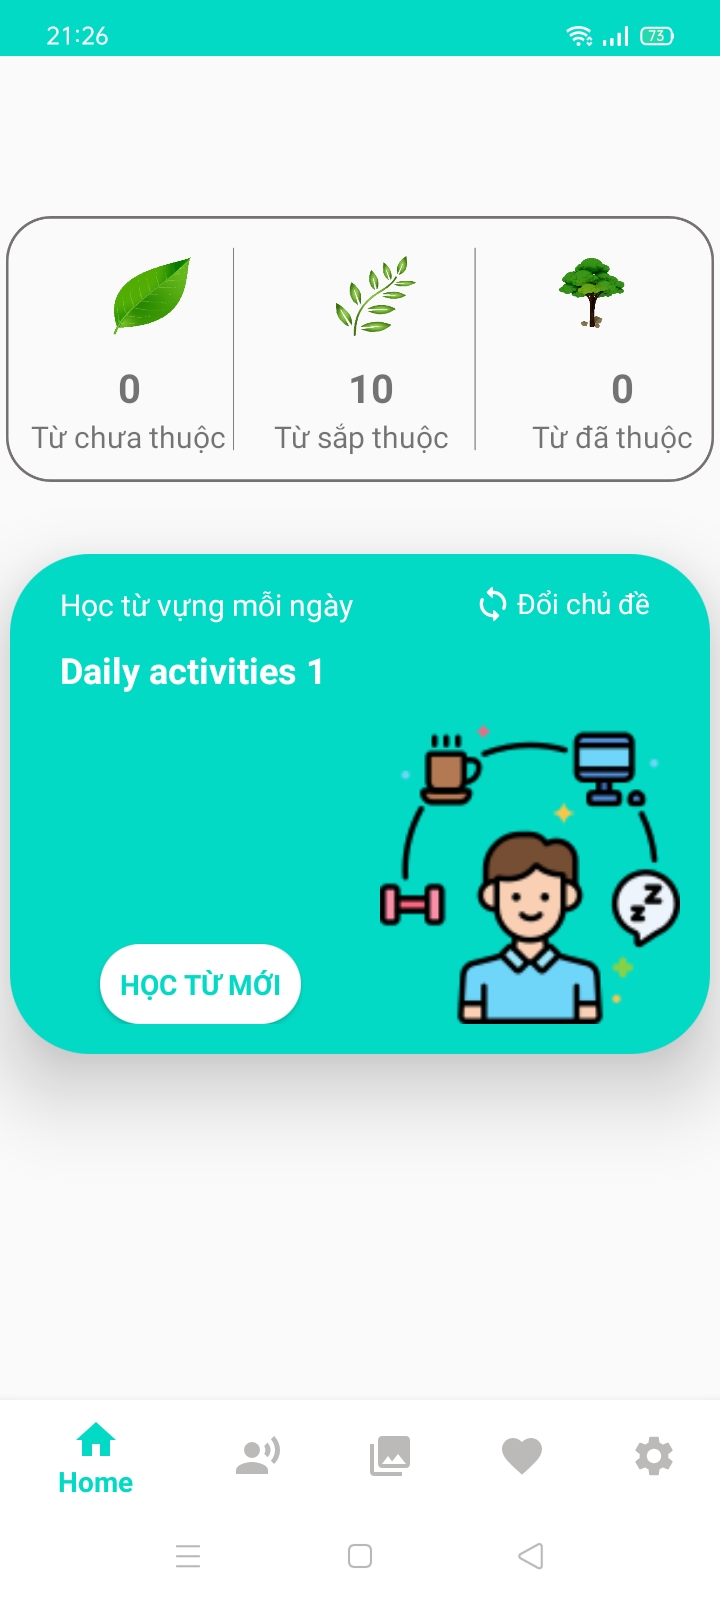 21:26
73
0
10
0
Từ chưa thuộc
Từ sắp thuộc
Từ đã thuộc
Học từ vựng mỗi ngày
Đổi chủ đề
Daily activities 1
z z
HỌC TỪ MỚI
Home